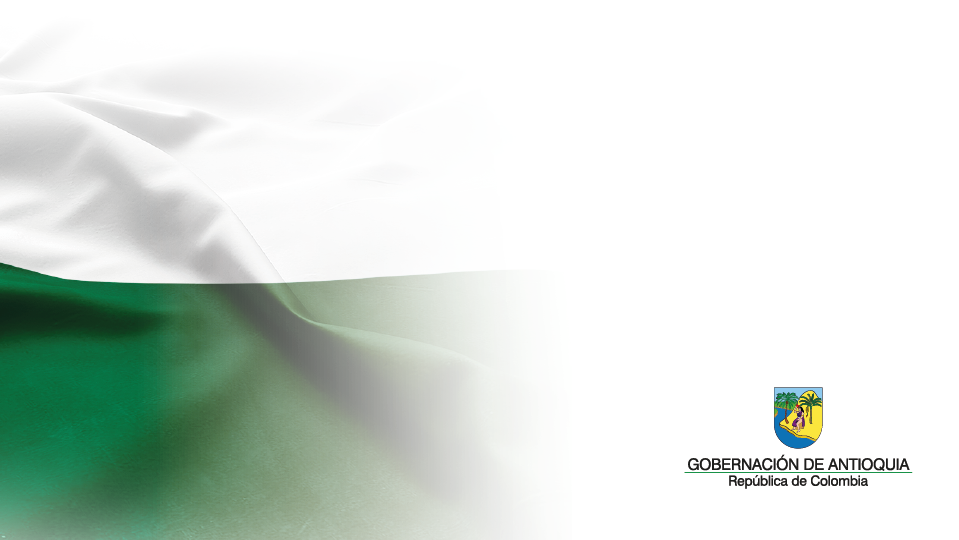 GOBERNACIÓN DE ANTIOQUIA
República de Colombia